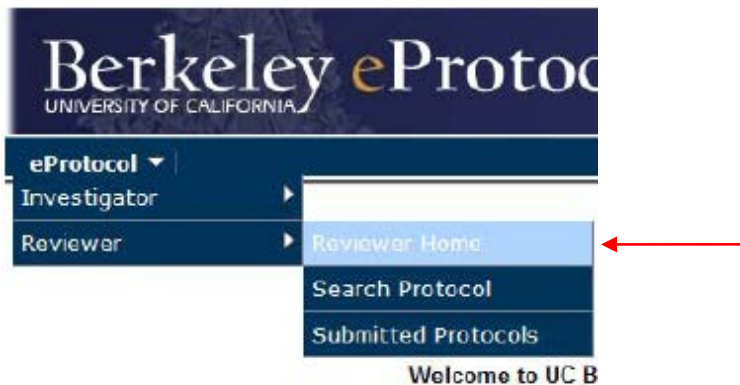 Berkeley eProtoc
UNIVERSITY OF CALIFORNIA
eProtocol
Investigator
Reviewer
Reviewer Home
Search Protocol
Submitted Protocols
Welcome to UC B